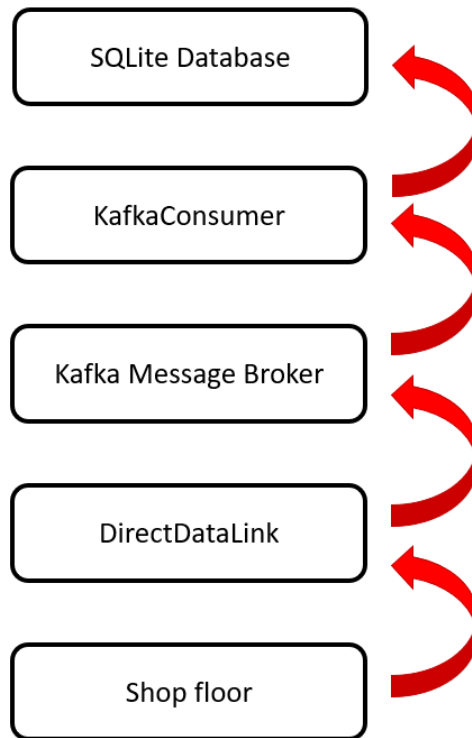 SQLite Database
KafkaConsumer
Kafka Message Broker
DirectDataLink
Shop floor